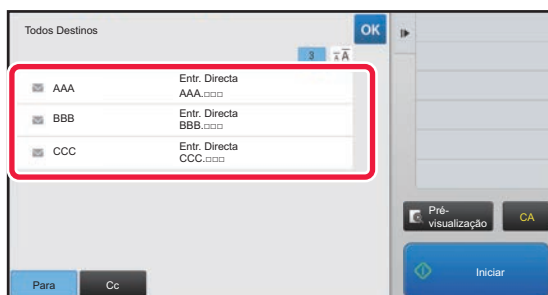 Todos Destinos
OK
3
AAA
Entr. Directa
AAA.□□□
BBB
Entr. Directa
BBB.□□□
CCC
Entr. Directa
CCC.□□□
Pré-
visualização
CA
Para
Cc
Iniciar